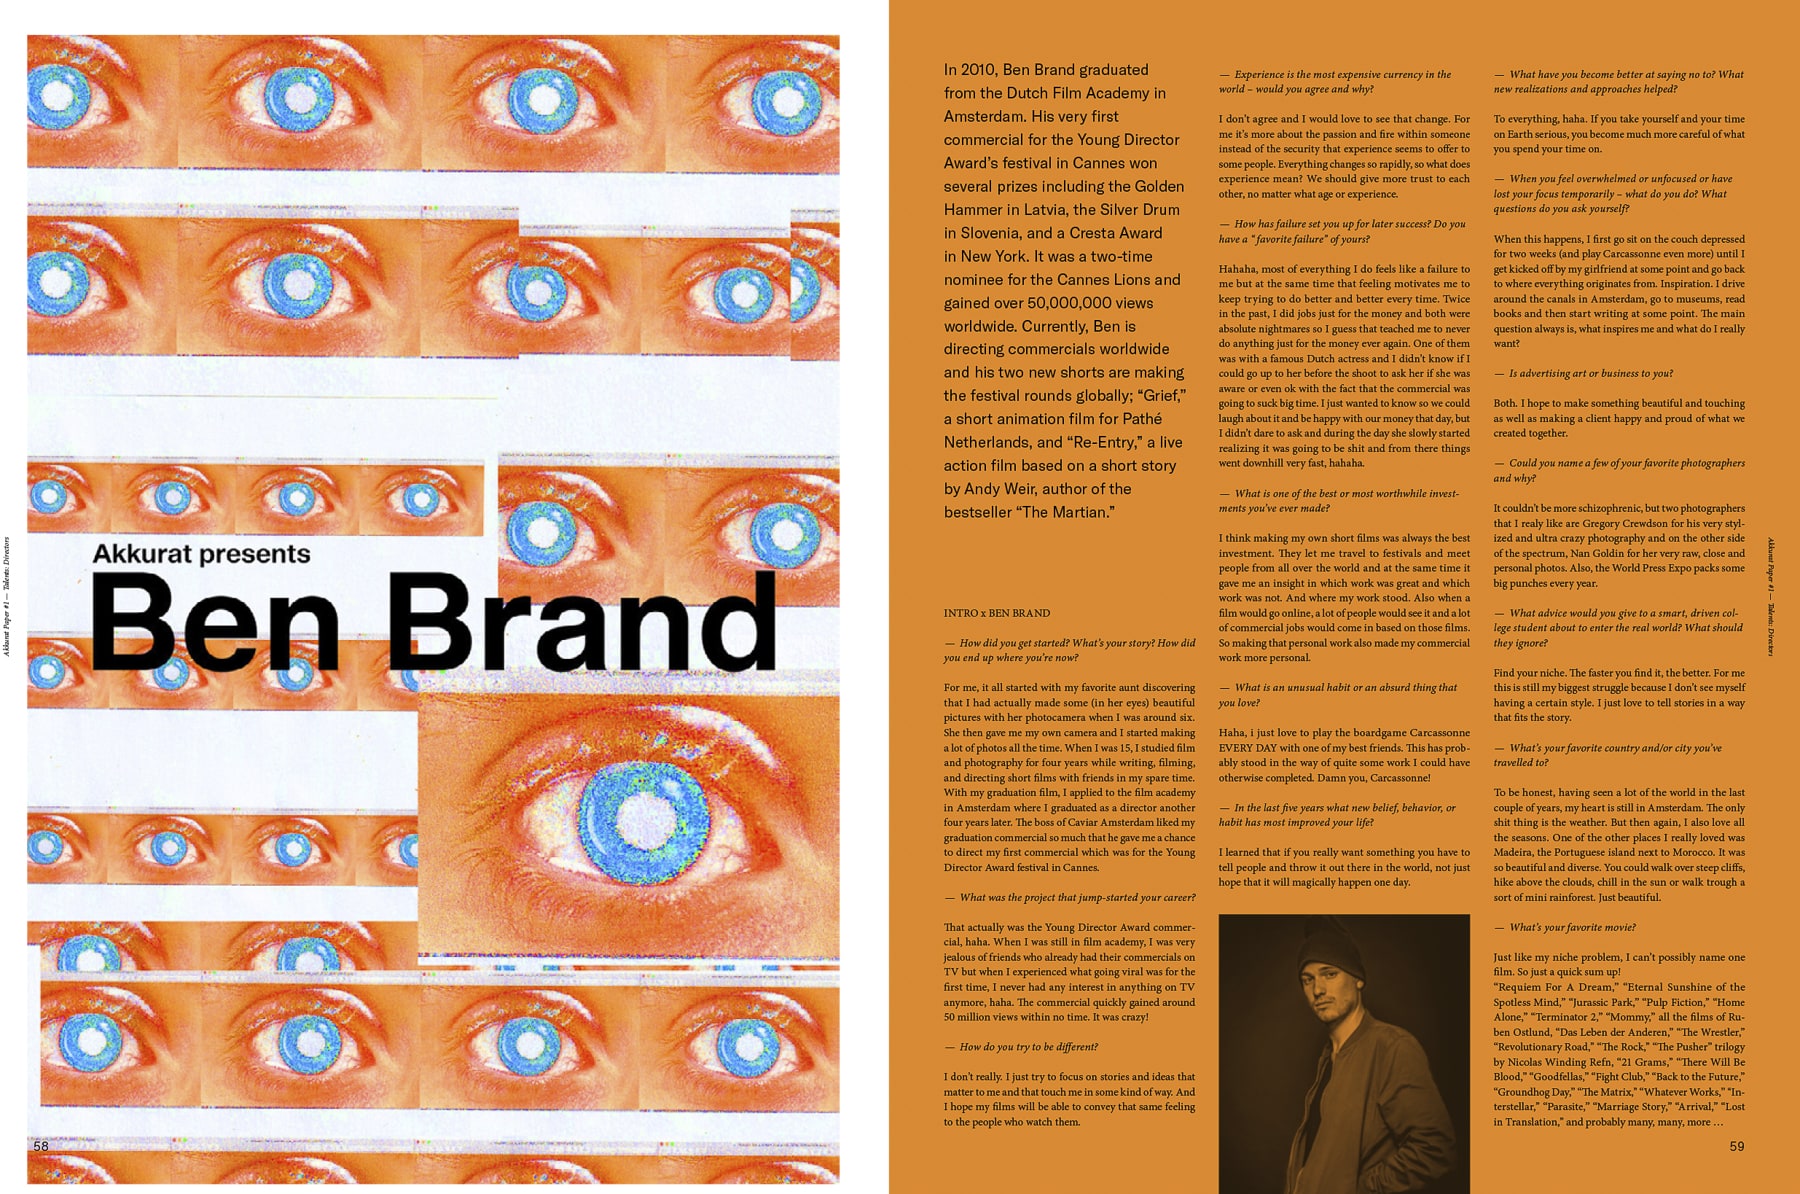 Akkurat Paper #1 — Talents: Directors
Akkurat presents
Ben Brand
58
In 2010, Ben Brand graduated
from the Dutch Film Academy in
Amsterdam. His very first
commercial for the Young Director
Award’s festival in Cannes won
several prizes including the Golden
Hammer in Latvia, the Silver Drum
in Slovenia, and a Cresta Award
in New York. It was a two-time
nominee for the Cannes Lions and
gained over 50,000,000 views
worldwide. Currently, Ben is
directing commercials worldwide
and his two new shorts are making
the festival rounds globally; “Grief,”
a short animation film for Pathé
Netherlands, and “Re-Entry,” a live
action film based on a short story
by Andy Weir, author of the
bestseller “The Martian.”
INTRO x BEN BRAND
— How did you get started? What’s your story? How did
you end up where you’re now?
For me, it all started with my favorite aunt discovering
that I had actually made some (in her eyes) beautiful
pictures with her photocamera when I was around six.
She then gave me my own camera and I started making
a lot of photos all the time. When I was 15, I studied film
and photography for four years while writing, filming,
and directing short films with friends in my spare time.
With my graduation film, I applied to the film academy
in Amsterdam where I graduated as a director another
four years later. The boss of Caviar Amsterdam liked my
graduation commercial so much that he gave me a chance
to direct my first commercial which was for the Young
Director Award festival in Cannes.
— What was the project that jump-started your career?
That actually was the Young Director Award commer-
cial, haha. When I was still in film academy, I was very
jealous of friends who already had their commercials on
TV but when I experienced what going viral was for the
first time, I never had any interest in anything on TV
anymore, haha. The commercial quickly gained around
50 million views within no time. It was crazy!
— How do you try to be different?
I don’t really. I just try to focus on stories and ideas that
matter to me and that touch me in some kind of way. And
I hope my films will be able to convey that same feeling
to the people who watch them.
— Experience is the most expensive currency in the
world – would you agree and why?
I don’t agree and I would love to see that change. For
me it’s more about the passion and fire within someone
instead of the security that experience seems to offer to
some people. Everything changes so rapidly, so what does
experience mean? We should give more trust to each
other, no matter what age or experience.
— How has failure set you up for later success? Do you
have a “favorite failure” of yours?
Hahaha, most of everything I do feels like a failure to
me but at the same time that feeling motivates me to
keep trying to do better and better every time. Twice
in the past, I did jobs just for the money and both were
absolute nightmares so I guess that teached me to never
do anything just for the money ever again. One of them
was with a famous Dutch actress and I didn’t know if I
could go up to her before the shoot to ask her if she was
aware or even ok with the fact that the commercial was
going to suck big time. I just wanted to know so we could
laugh about it and be happy with our money that day, but
I didn’t dare to ask and during the day she slowly started
realizing it was going to be shit and from there things
went downhill very fast, hahaha.
— What is one of the best or most worthwhile invest-
ments you’ve ever made?
I think making my own short films was always the best
investment. They let me travel to festivals and meet
people from all over the world and at the same time it
gave me an insight in which work was great and which
work was not. And where my work stood. Also when a
film would go online, a lot of people would see it and a lot
of commercial jobs would come in based on those films.
So making that personal work also made my commercial
work more personal.
— What is an unusual habit or an absurd thing that
you love?
Haha, i just love to play the boardgame Carcassonne
EVERY DAY with one of my best friends. This has prob-
ably stood in the way of quite some work I could have
otherwise completed. Damn you, Carcassonne!
— In the last five years what new belief, behavior, or
habit has most improved your life?
I learned that if you really want something you have to
tell people and throw it out there in the world, not just
hope that it will magically happen one day.
— What have you become better at saying no to? What
new realizations and approaches helped?
To everything, haha. If you take yourself and your time
on Earth serious, you become much more careful of what
you spend your time on.
— When you feel overwhelmed or unfocused or have
lost your focus temporarily – what do you do? What
questions do you ask yourself?
When this happens, I first go sit on the couch depressed
for two weeks (and play Carcassonne even more) until I
get kicked off by my girlfriend at some point and go back
to where everything originates from. Inspiration. I drive
around the canals in Amsterdam, go to museums, read
books and then start writing at some point. The main
question always is, what inspires me and what do I really
want?
— Is advertising art or business to you?
Both. I hope to make something beautiful and touching
as well as making a client happy and proud of what we
created together.
— Could you name a few of your favorite photographers
and why?
It couldn’t be more schizophrenic, but two photographers
that I realy like are Gregory Crewdson for his very styl-
ized and ultra crazy photography and on the other side
of the spectrum, Nan Goldin for her very raw, close and
personal photos. Also, the World Press Expo packs some
big punches every year.
— What advice would you give to a smart, driven col-
lege student about to enter the real world? What should
they ignore?
Find your niche. The faster you find it, the better. For me
this is still my biggest struggle because I don’t see myself
having a certain style. I just love to tell stories in a way
that fits the story.
— What’s your favorite country and/or city you’ve
travelled to?
To be honest, having seen a lot of the world in the last
couple of years, my heart is still in Amsterdam. The only
shit thing is the weather. But then again, I also love all
the seasons. One of the other places I really loved was
Madeira, the Portuguese island next to Morocco. It was
so beautiful and diverse. You could walk over steep cliffs,
hike above the clouds, chill in the sun or walk trough a
sort of mini rainforest. Just beautiful.
— What’s your favorite movie?
Just like my niche problem, I can’t possibly name one
film. So just a quick sum up!
“Requiem For A Dream,” “Eternal Sunshine of the
Spotless Mind,” “Jurassic Park,” “Pulp Fiction,” “Home
Alone,” “Terminator 2,” “Mommy,” all the films of Ru-
ben Ostlund, “Das Leben der Anderen,” “The Wrestler,”
“Revolutionary Road,” “The Rock,” “The Pusher” trilogy
by Nicolas Winding Refn, “21 Grams,” “There Will Be
Blood,” “Goodfellas,” “Fight Club,” “Back to the Future,”
“Groundhog Day,” “The Matrix,” “Whatever Works,” “In-
terstellar,” “Parasite,” “Marriage Story,” “Arrival,” “Lost
in Translation,” and probably many, many, more …
Akkurat Paper #1 — Talents: Directors
59